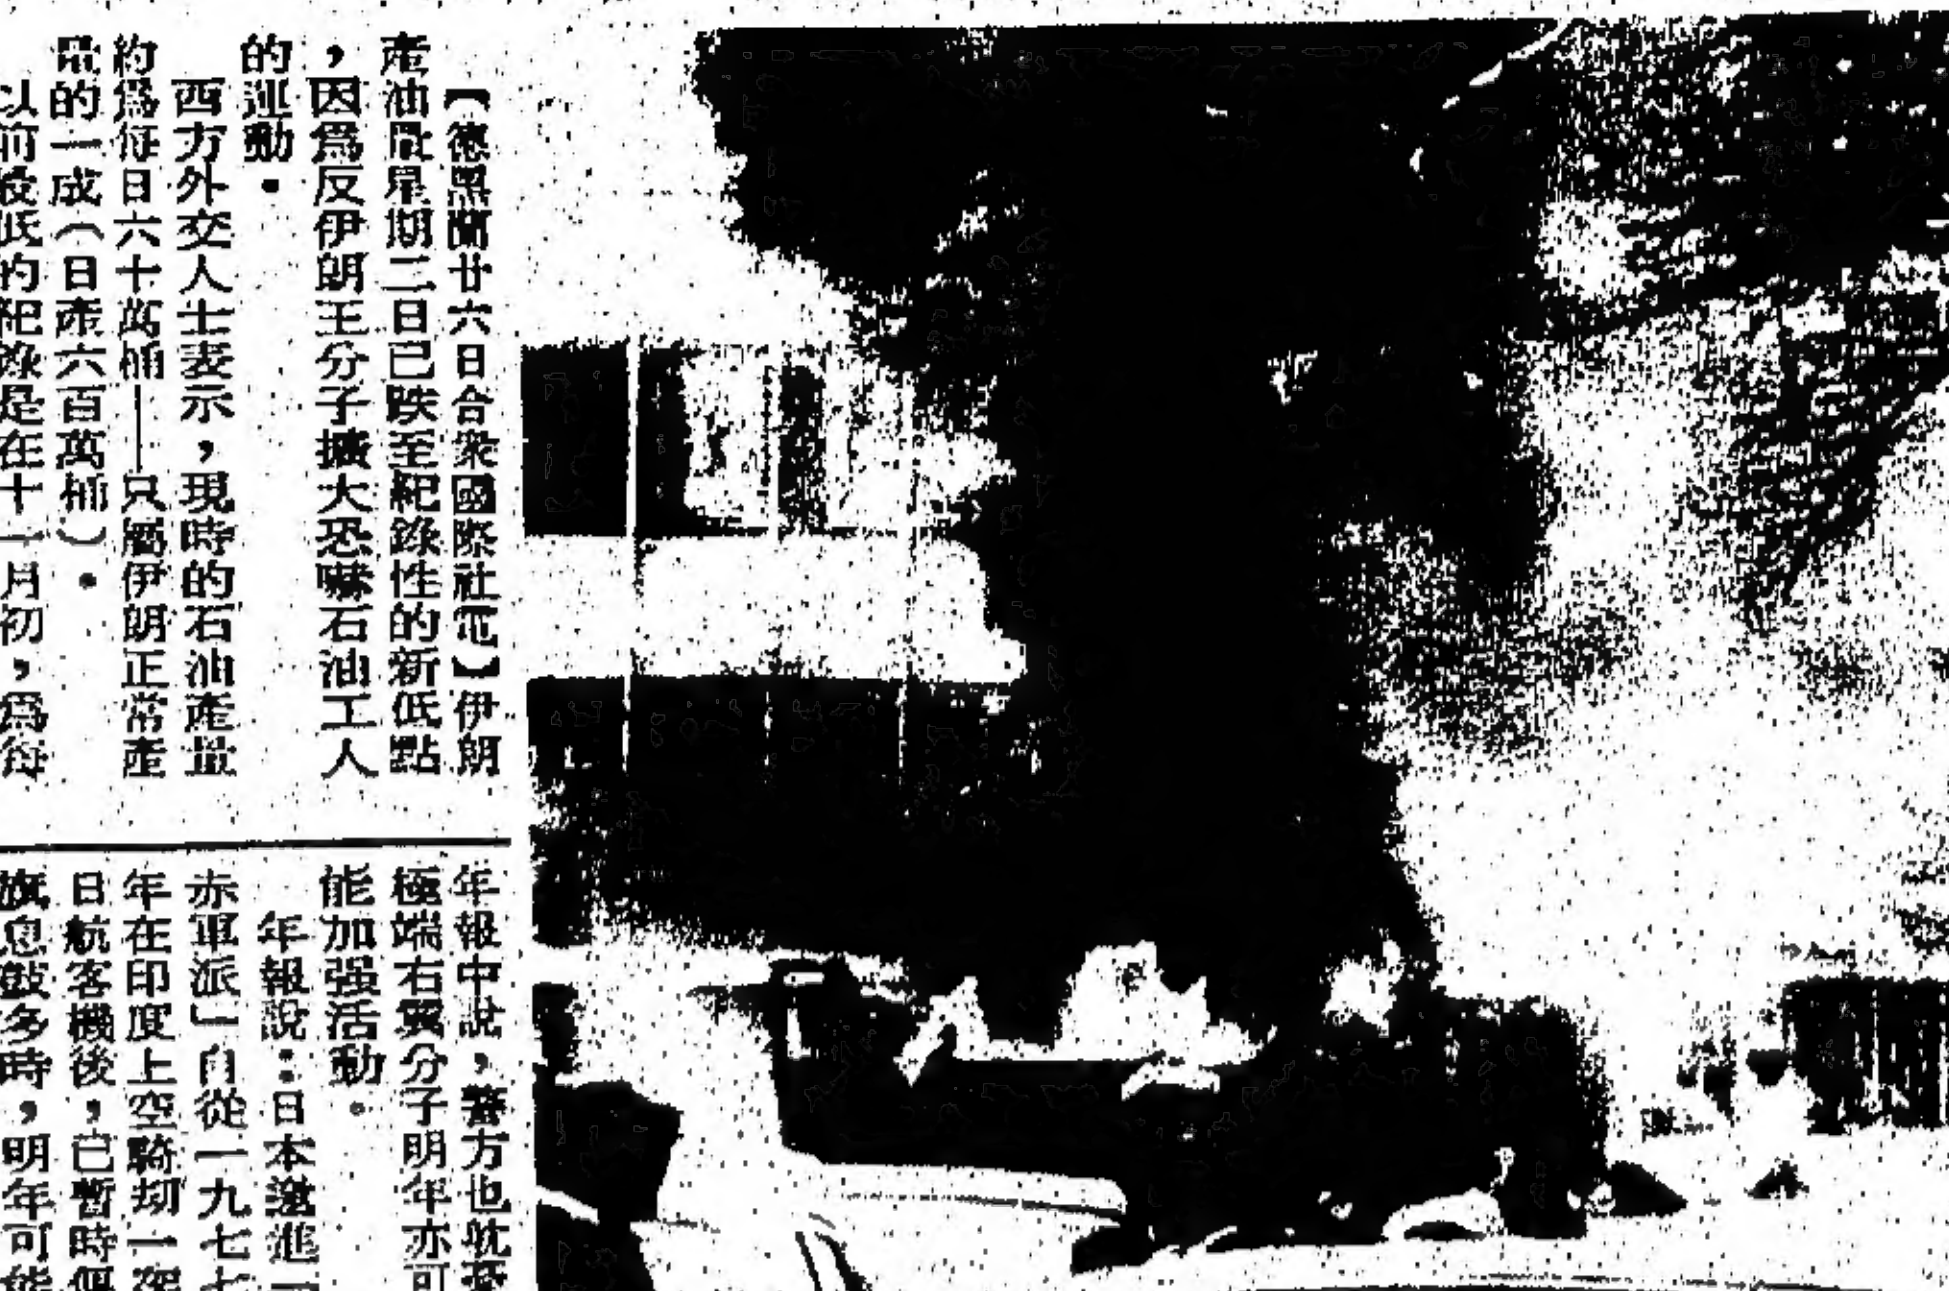 【德黑蘭廿六日合衆國際社電】伊朗
產油量星期二日已跌至紀錄性的新低點
,因爲反伊朗王分子擴大恐嚇石油工人
的運動.
西方外交人士表示,現時的石油產量
約爲每日六十萬桶——只屬伊朗正常產
量的一成(日產六百萬桶).
以前最低的紀錄是在十一月初,爲每
年報中說,警方也耽憂
極端右翼分子明年亦可
能加强活動.
年報說:日本激進「
赤軍派」自從一九七七
年在印度上空騎刼一架
日航客機後,已暫時偃
旗息鼓多時,明年可能